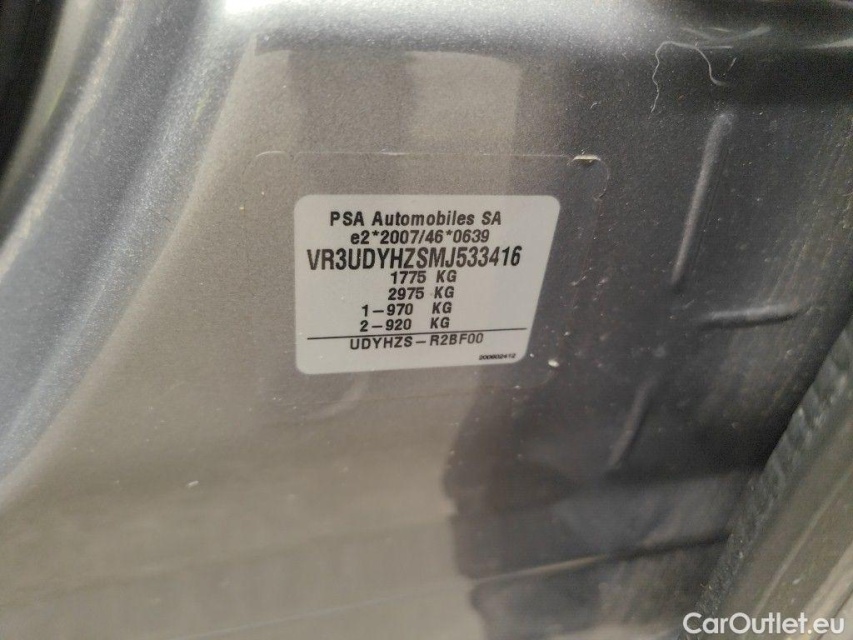 PSA Automobiles SA
e2*2007/46*0639
VR3UDYHZSMJ533416
1775 KG
2975 KG
1-970 KG
2-920 KG
UDYHZS-R2BF00
200602412
CarOutlet.eu